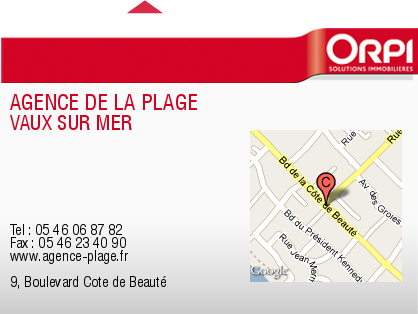 ORPI
SOLUTIONS IMMOBILIÈRES
AGENCE DE LA PLAGE
VAUX SUR MER
Tel : 05 46 06 87 82
Fax : 05 46 23 40 90
www.agence-plage.fr
9, Boulevard Cote de Beauté
Bd de la Côte de Beauté
C
Av des Groies
Bd du Président Kennedy
Rue Jean Mern
Google